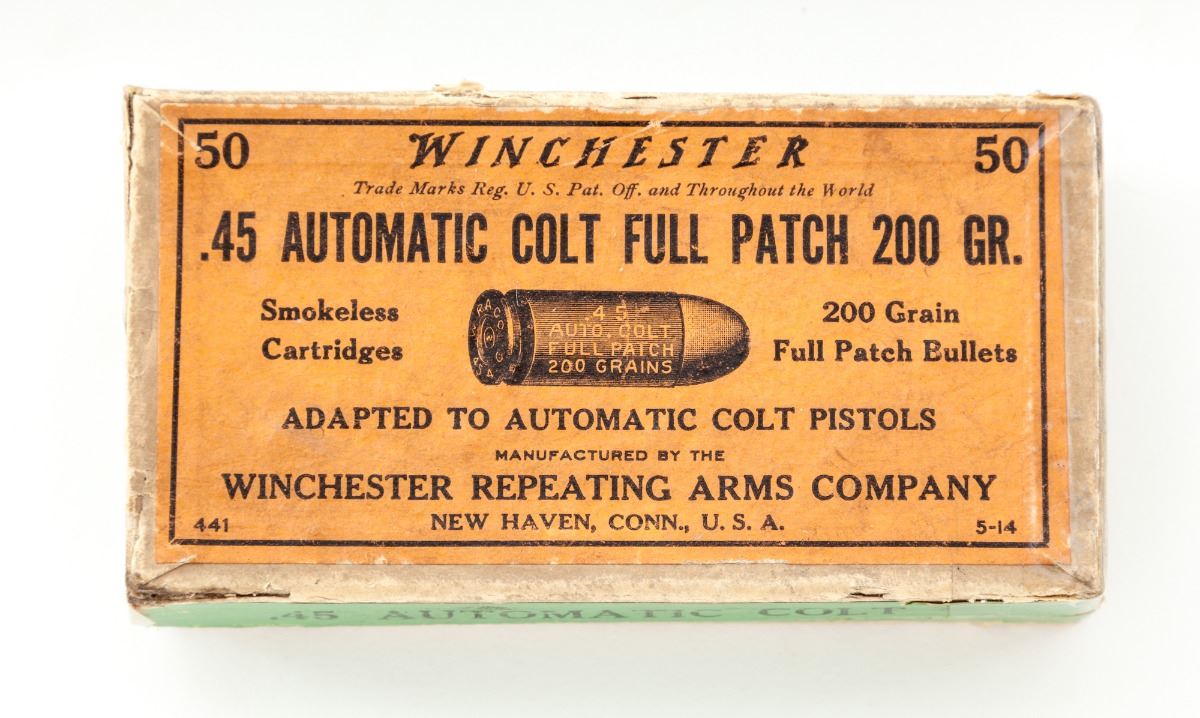 50 WINCHESTER 50
Trade Marks Reg. U. S. Pat. Off. and Throughout the World
.45 AUTOMATIC COLT FULL PATCH 200 GR.
Smokeless
Cartridges
.45
AUTO. COLT
FULL PATCH
200 GRAINS
200 Grain
Full Patch Bullets
ADAPTED TO AUTOMATIC COLT PISTOLS
MANUFACTURED BY THE
WINCHESTER REPEATING ARMS COMPANY
441 NEW HAVEN, CONN., U. S. A. 5-14
.45 AUTOMATIC COLT